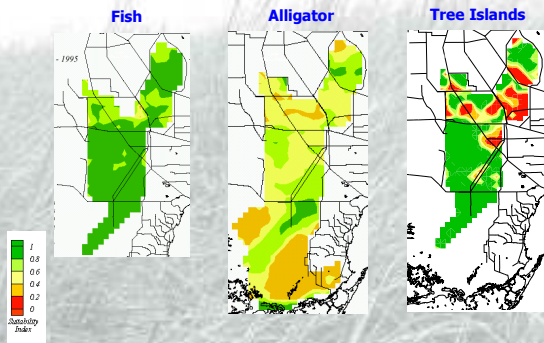 Fish
Alligator
Tree Islands
- 1995
1
0.8
0.6
0.4
0.2
0
Suitability
Index